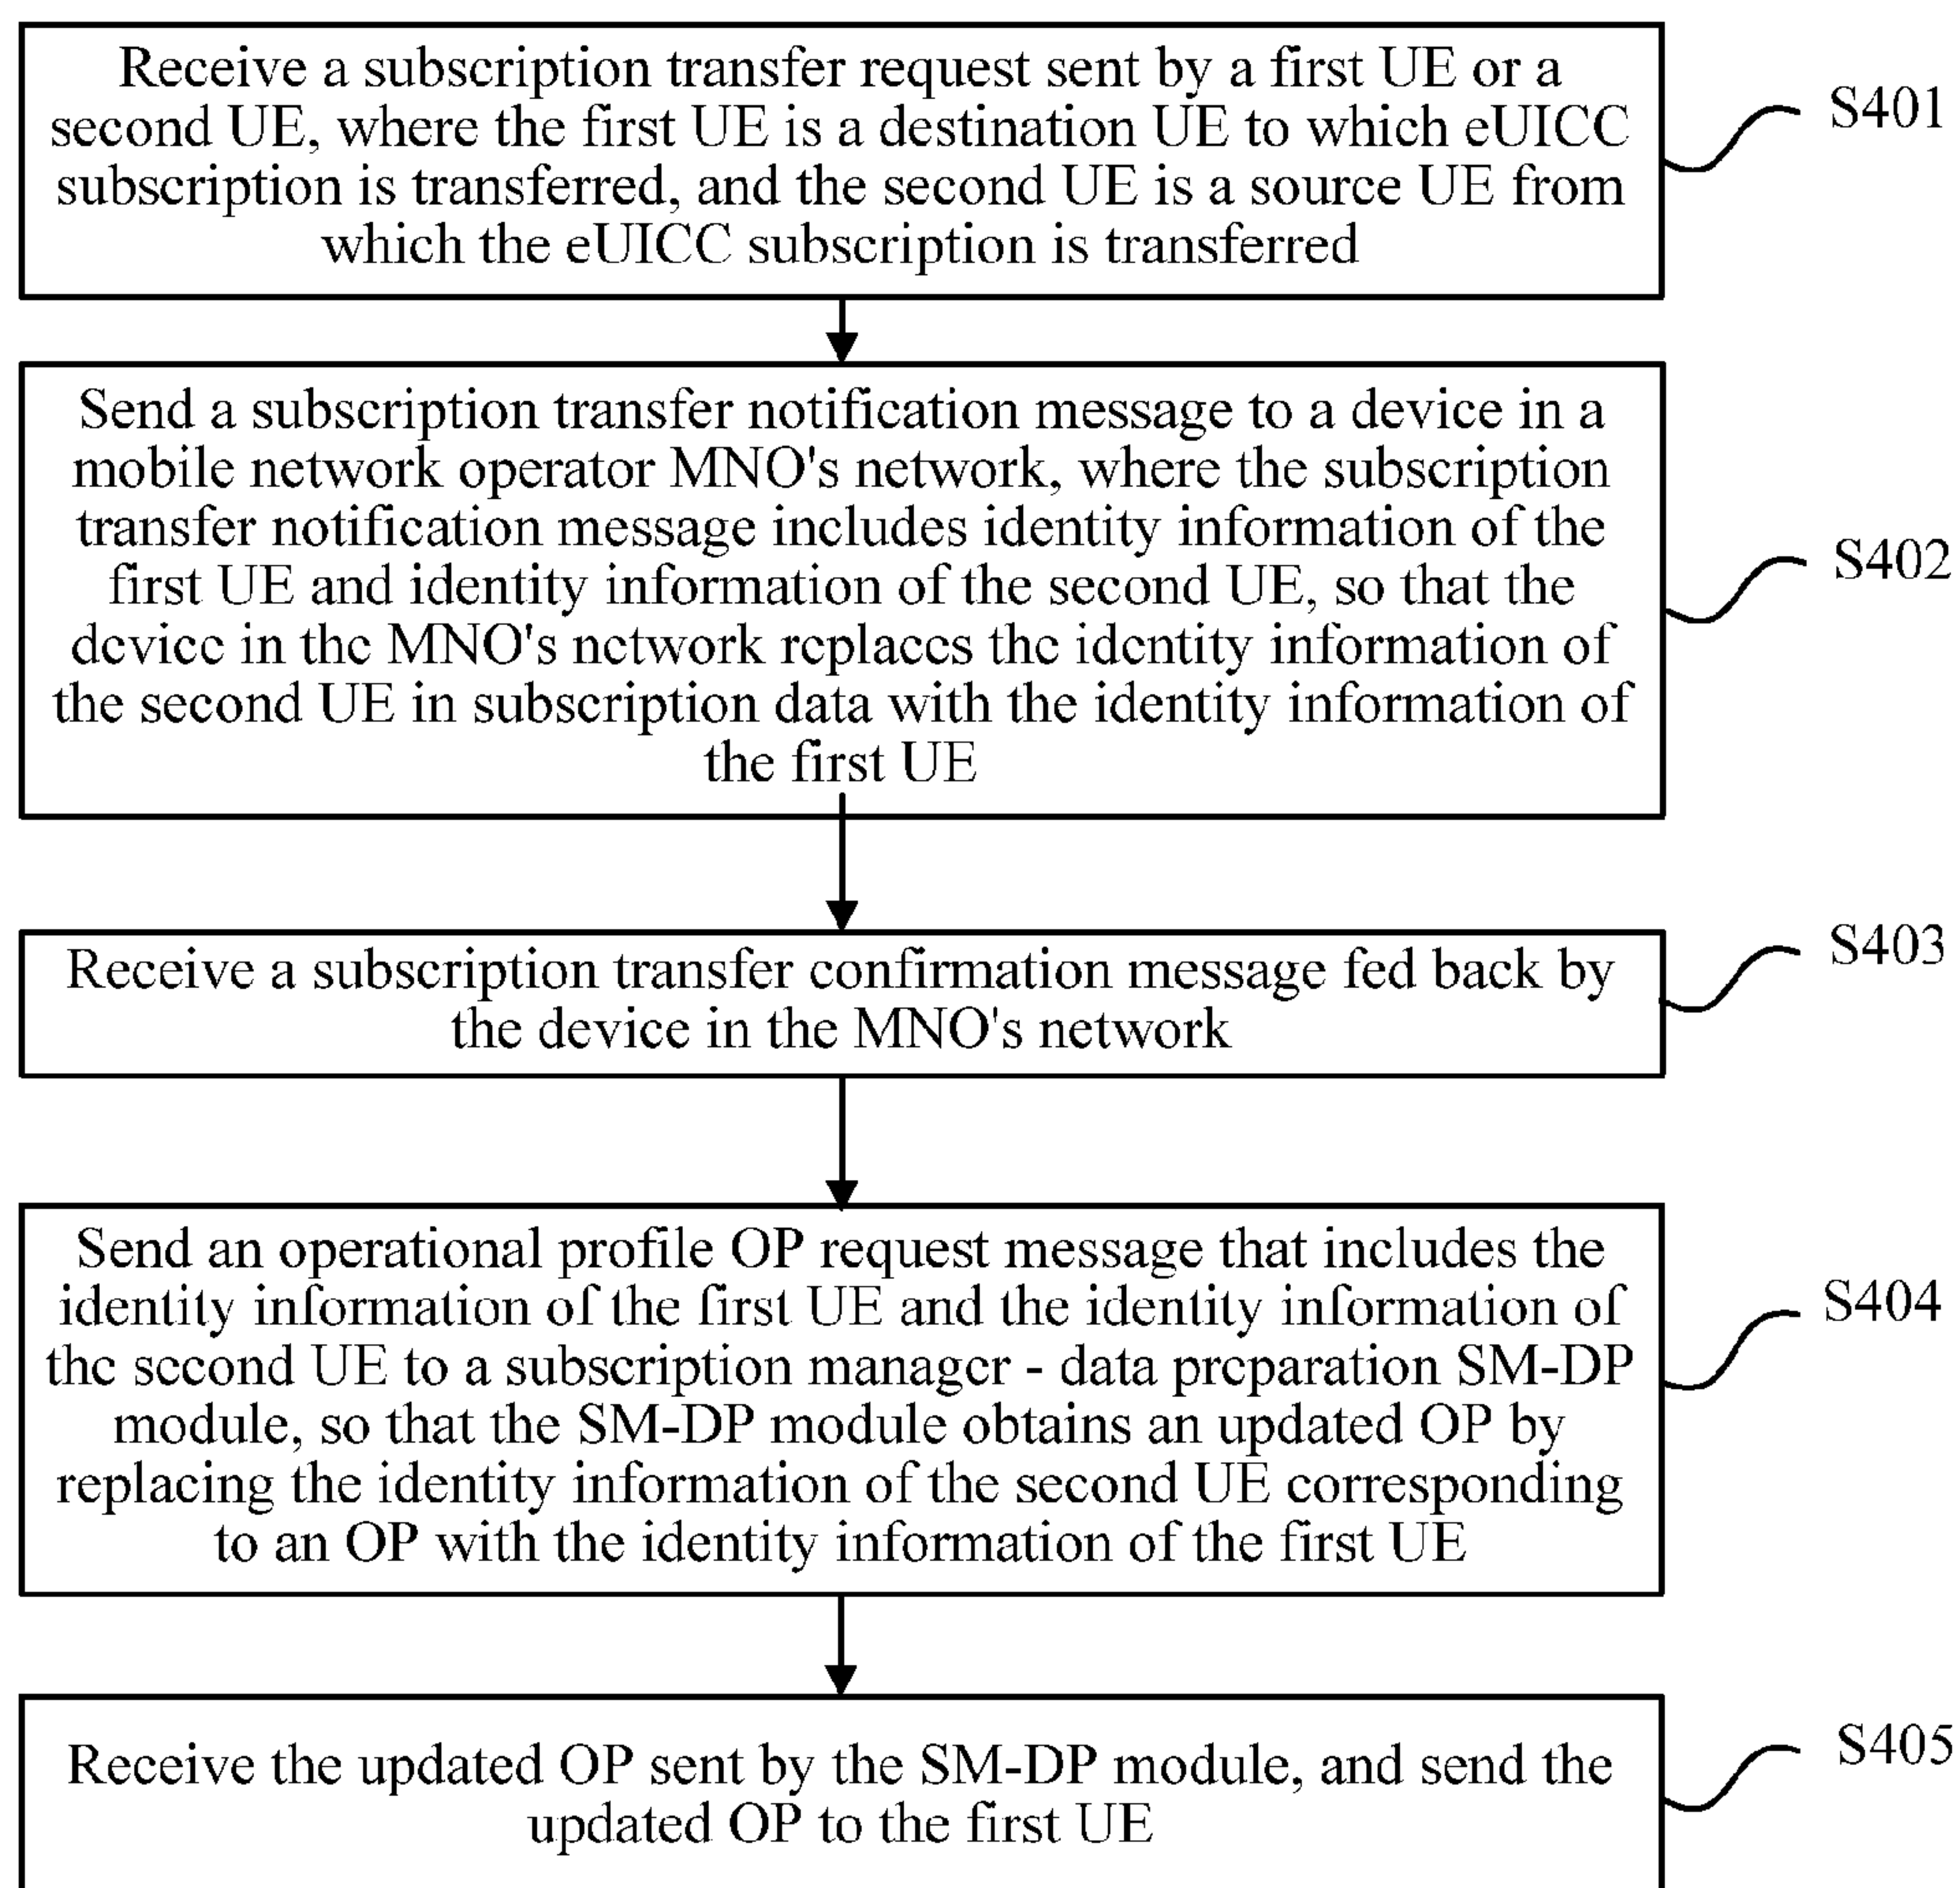 Receive a subscription transfer request sent by a first UE or a
second UE, where the first UE is a destination UE to which eUICC
subscription is transferred, and the second UE is a source UE from
which the eUICC subscription is transferred
S401
Send a subscription transfer notification message to a device in a
mobile network operator MNO's network, where the subscription
transfer notification message includes identity information of the
first UE and identity information of the second UE, so that the
device in the MNO's network replaces the identity information of
the second UE in subscription data with the identity information of
the first UE
S402
Receive a subscription transfer confirmation message fed back by
the device in the MNO's network
S403
Send an operational profile OP request message that includes the
identity information of the first UE and the identity information of
the second UE to a subscription manager - data preparation SM-DP
module, so that the SM-DP module obtains an updated OP by
replacing the identity information of the second UE corresponding
to an OP with the identity information of the first UE
S404
Receive the updated OP sent by the SM-DP module, and send the
updated OP to the first UE
S405